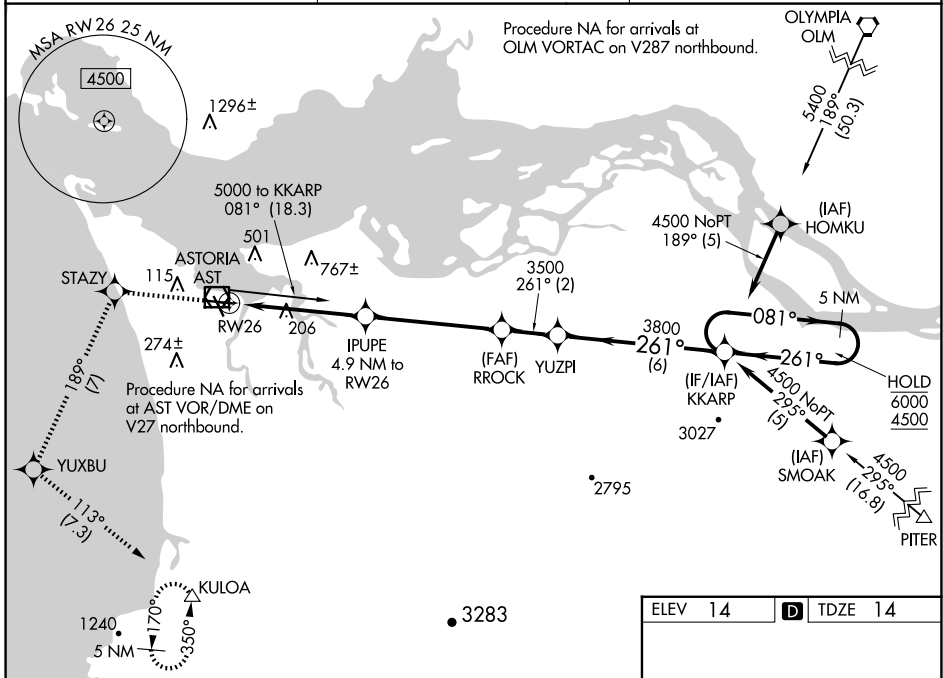 MSA RW 26 25 NM
4500
1296±
Procedure NA for arrivals at
OLM VORTAC on V287 northbound.
OLYMPIA
OLM
5400
189°
(50.3)
5000 to KKARP
081° (18.3)
(IAF)
HOMKU
4500 NoPT
189° (5)
STAZY
115
ASTORIA
AST
501
767±
3500
261° (2)
5 NM
081°
RW26
206
IPUPE
4.9 NM to
RW26
(FAF)
RROCK
YUZPI
3800
261°
(6)
261°
(IF/IAF)
KKARP
HOLD
6000
4500
4500 NoPT
295°
(5)
274±
189°
(7)
Procedure NA for arrivals
at AST VOR/DME on
V27 northbound.
3027
(IAF)
SMOAK
4500
295°
(16.8)
PITER
YUXBU
2795
113°
(7.3)
KULOA
170°
350°
1240
5 NM
3283
ELEV 14 D TDZE 14